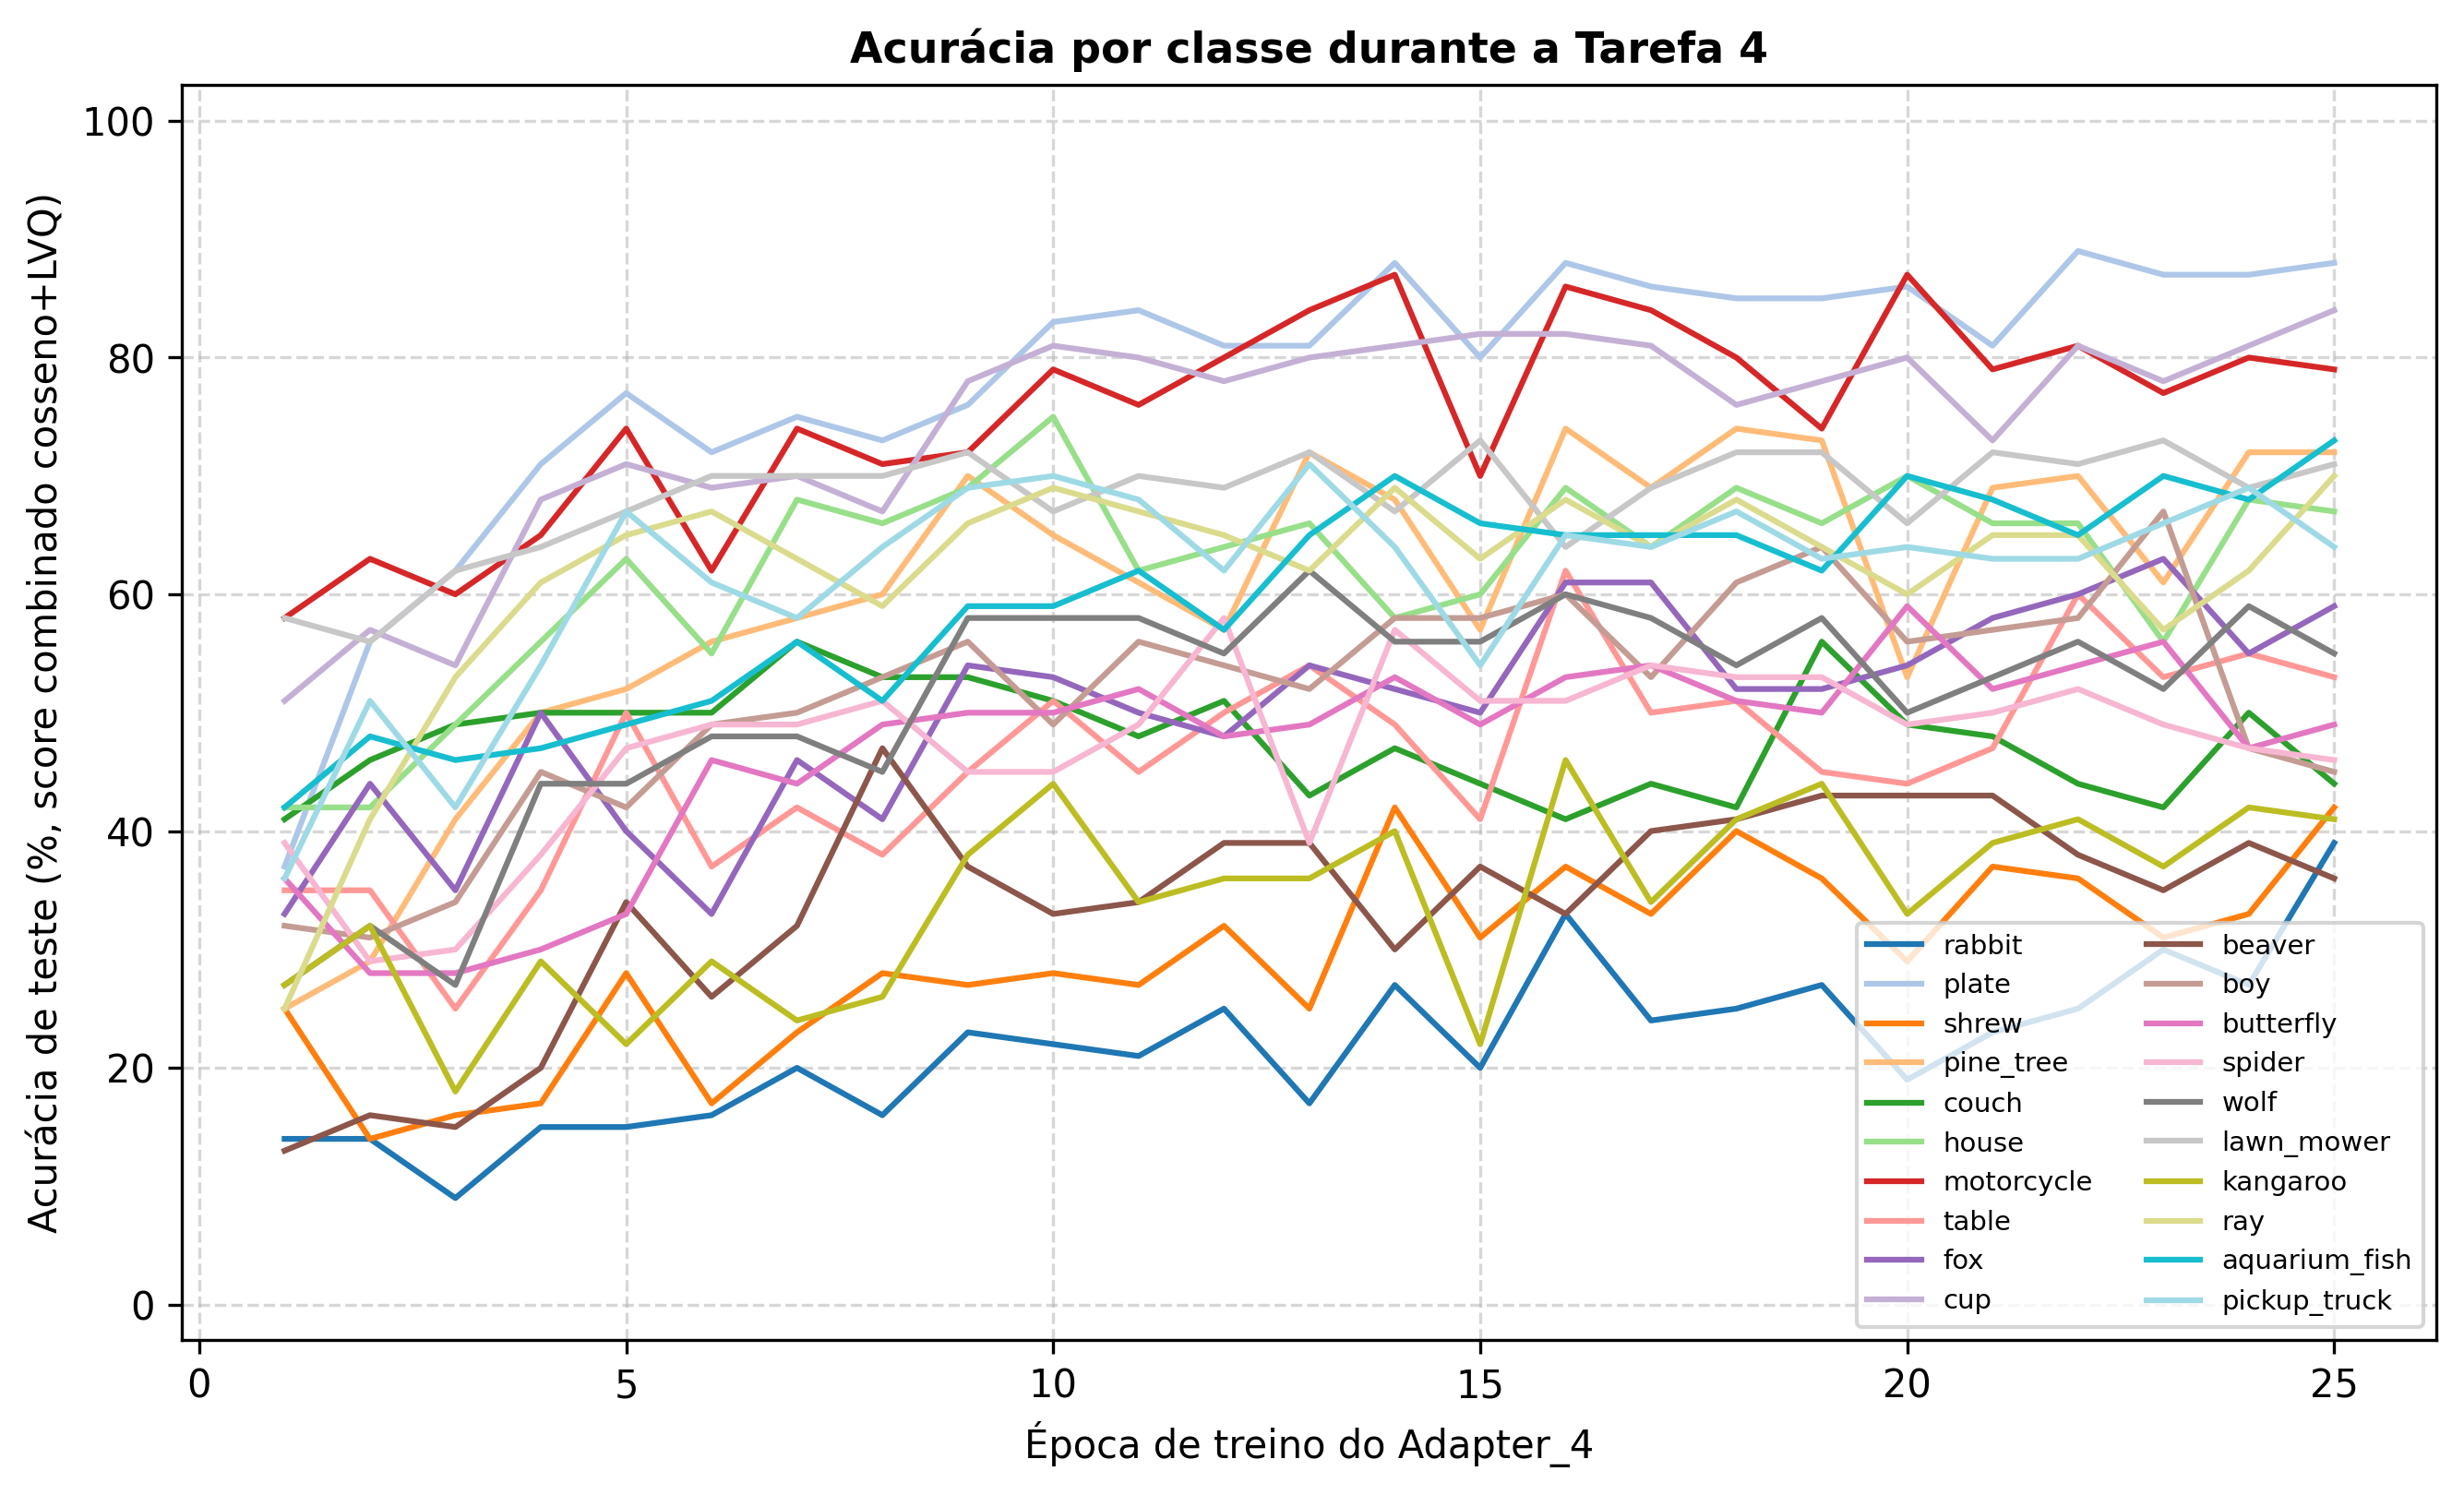 Acurácia por classe durante a Tarefa 4
Acurácia de teste (%, score combinado cosseno+LVQ)
100
80
60
40
20
0
0
5
10
15
20
25
Época de treino do Adapter_4
rabbit
plate
shrew
pine_tree
couch
house
motorcycle
table
fox
cup
beaver
boy
butterfly
spider
wolf
lawn_mower
kangaroo
ray
aquarium_fish
pickup_truck